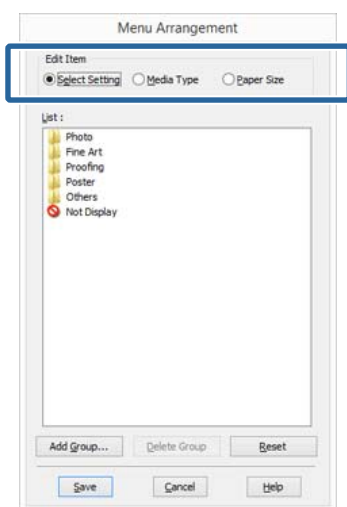 Menu Arrangement
Edit Item
Select Setting Media Type Paper Size
List :
Photo
Fine Art
Proofing
Poster
Others
Not Display
Add Group... Delete Group Reset
Save Cancel Help